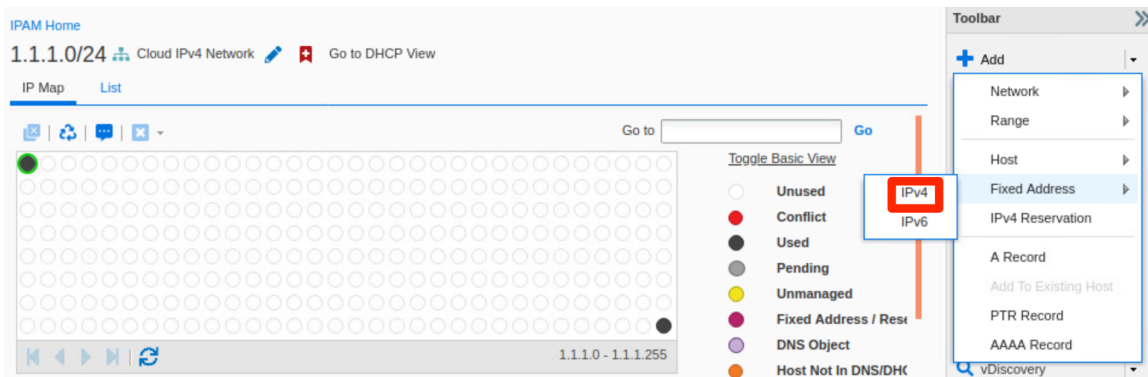 IPAM Home
1.1.1.0/24 Cloud IPv4 Network Go to DHCP View
IP Map List
Go to Go
Toggle Basic View
Unused
Conflict
Used
Pending
Unmanaged
Fixed Address / Rese
DNS Object
Host Not In DNS/DHC
1.1.1.0 - 1.1.1.255
IPv4
IPv6
Toolbar
Add
Network
Range
Host
Fixed Address
IPv4 Reservation
A Record
Add To Existing Host
PTR Record
AAAA Record
vDiscovery